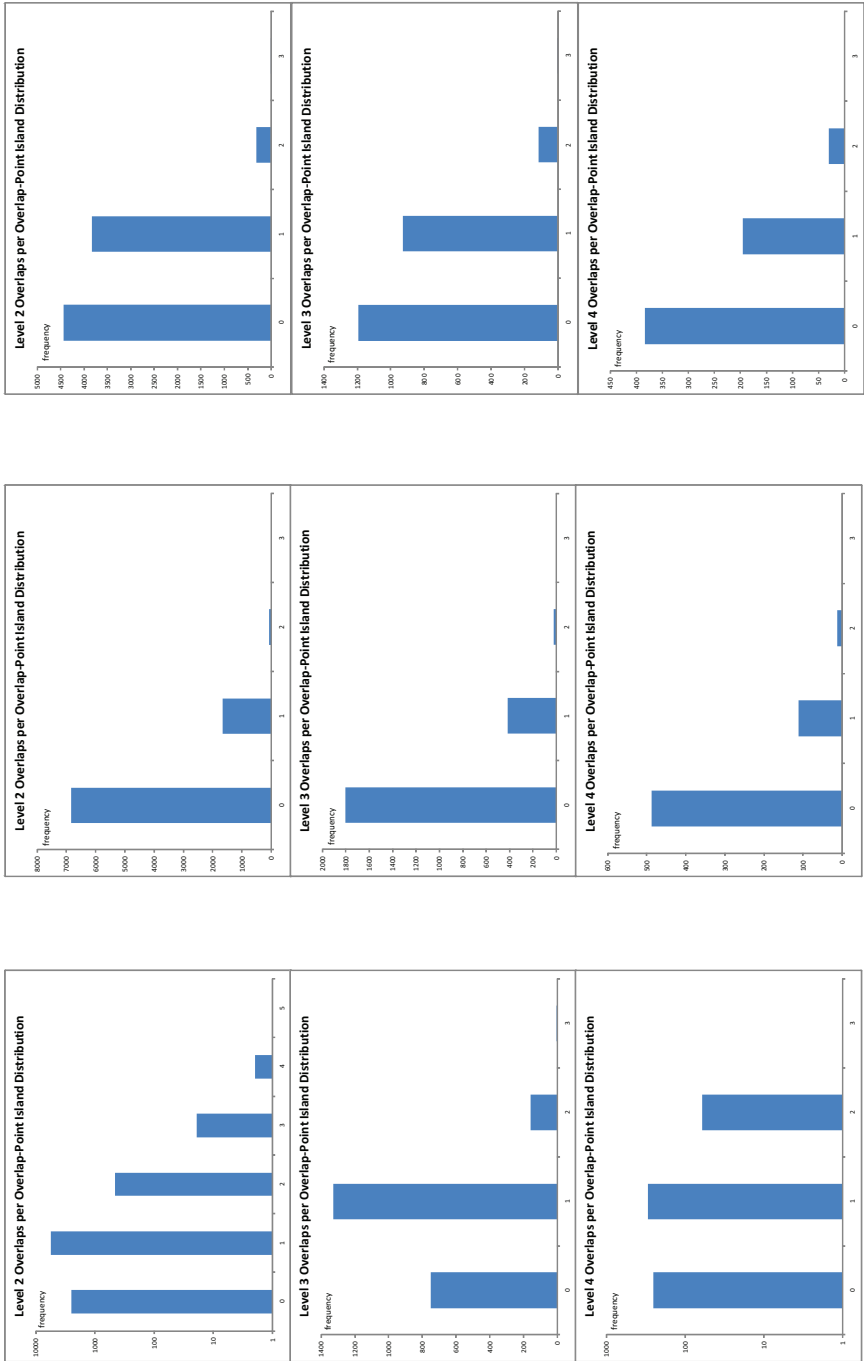 Level 2 Overlaps per Overlap-Point Island Distribution
frequency
10000
1000
100
10
1
0 1 2 3 4 5
Level 2 Overlaps per Overlap-Point Island Distribution
frequency
8000
7000
6000
5000
4000
3000
2000
1000
0
0 1 2 3
Level 2 Overlaps per Overlap-Point Island Distribution
frequency
5000
4500
4000
3500
3000
2500
2000
1500
1000
500
0
0 1 2 3
Level 3 Overlaps per Overlap-Point Island Distribution
frequency
1400
1200
1000
800
600
400
200
0
0 1 2 3
Level 3 Overlaps per Overlap-Point Island Distribution
frequency
2000
1800
1600
1400
1200
1000
800
600
400
200
0
0 1 2 3
Level 3 Overlaps per Overlap-Point Island Distribution
frequency
1400
1200
1000
800
600
400
200
0
0 1 2 3
Level 4 Overlaps per Overlap-Point Island Distribution
frequency
1000
100
10
1
0 1 2 3
Level 4 Overlaps per Overlap-Point Island Distribution
frequency
600
500
400
300
200
100
0
0 1 2 3
Level 4 Overlaps per Overlap-Point Island Distribution
frequency
450
400
350
300
250
200
150
100
50
0
0 1 2 3